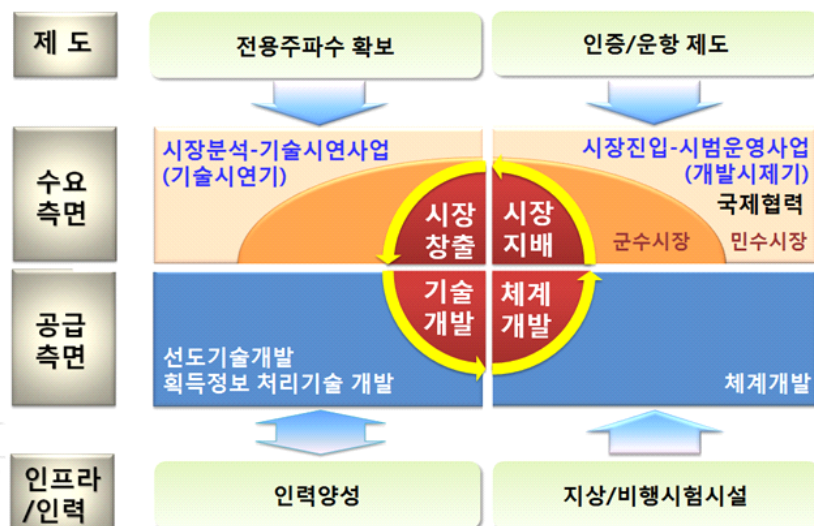 제 도
전용주파수 확보
인증/운항 제도
수요
측면
시장분석-기술시연사업
(기술시연기)
시장진입-시범운영사업
(개발시제기)
국제협력
군수시장
민수시장
시장
창출
시장
지배
기술
개발
체계
개발
공급
측면
선도기술개발
획득정보 처리기술 개발
체계개발
인프라
/인력
인력양성
지상/비행시험시설